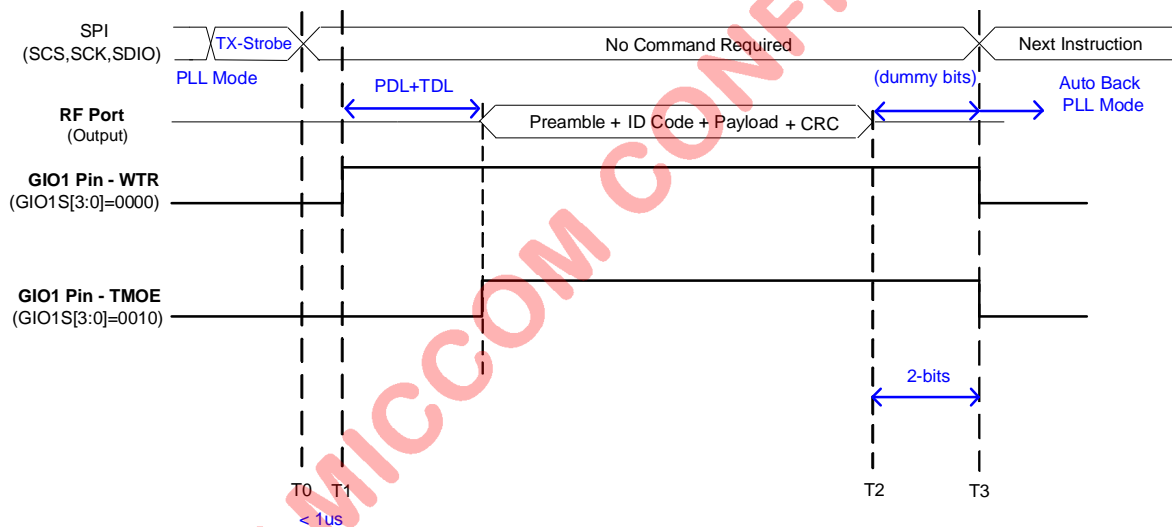 SPI
(SCS,SCK,SDIO)
TX-Strobe
No Command Required
Next Instruction
PLL Mode
PDL+TDL
(dummy bits)
Auto Back
PLL Mode
RF Port
(Output)
Preamble + ID Code + Payload + CRC
GIO1 Pin - WTR
(GIO1S[3:0]=0000)
GIO1 Pin - TMOE
(GIO1S[3:0]=0010)
2-bits
T0
T1
T2
T3
< 1us
MICCOM CONF